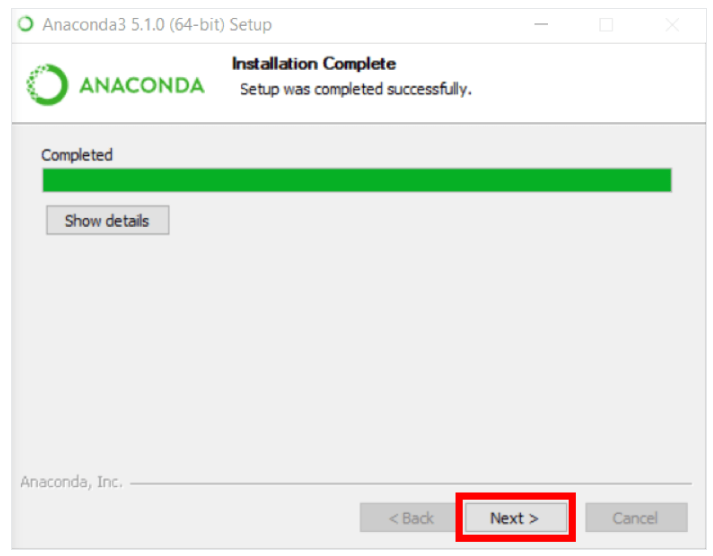 Anaconda3 5.1.0 (64-bit) Setup
ANACONDA
Installation Complete
Setup was completed successfully.
Completed
Show details
Anaconda, Inc.
< Back
Next >
Cancel